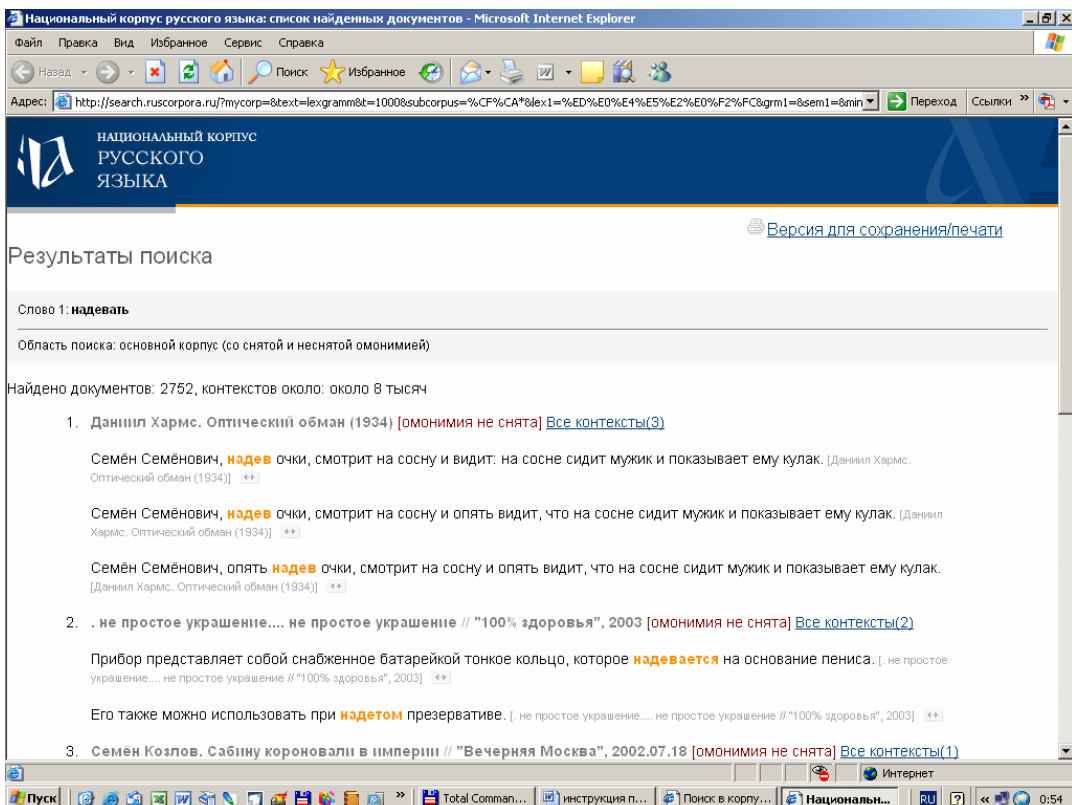 Национальный корпус русского языка: список найденных документов - Microsoft Internet Explorer
Файл Правка Вид Избранное Сервис Справка
Назад Поиск Избранное
Адрес: http://search.ruscorpora.ru/?mycorp=&text=lexgramm&t=1000&subcorpus=%CF%CA*&lex1=%ED%E0%E4%E5%E2%E0%F2%FC&grm1=&sem1=&min Переход Ссылки »
НАЦИОНАЛЬНЫЙ КОРПУС
РУССКОГО
ЯЗЫКА
Версия для сохранения/печати
Результаты поиска
Слово 1: надевать
Область поиска: основной корпус (со снятой и неснятой омонимией)
Найдено документов: 2752, контекстов около: около 8 тысяч
1. Даниил Хармс. Оптический обман (1934) [омонимия не снята] Все контексты(3)
Семён Семёнович, надев очки, смотрит на сосну и видит: на сосне сидит мужик и показывает ему кулак. [Даниил Хармс.
Оптический обман (1934)]
Семён Семёнович, надев очки, смотрит на сосну и опять видит, что на сосне сидит мужик и показывает ему кулак. [Даниил
Хармс. Оптический обман (1934)]
Семён Семёнович, опять надев очки, смотрит на сосну и опять видит, что на сосне сидит мужик и показывает ему кулак.
[Даниил Хармс. Оптический обман (1934)]
2. . не простое украшение.... не простое украшение // "100% здоровья", 2003 [омонимия не снята] Все контексты(2)
Прибор представляет собой снабженное батарейкой тонкое кольцо, которое надевается на основание пениса. [. не простое
украшение.... не простое украшение // "100% здоровья", 2003]
Его также можно использовать при надетом презервативе. [. не простое украшение.... не простое украшение // "100% здоровья", 2003]
3. Семён Козлов. Сабину короновали в империи // "Вечерняя Москва", 2002.07.18 [омонимия не снята] Все контексты(1)
Интернет
Пуск » Total Comman... инструкция п... Поиск в корпу... Националь­н... RU « 0:54